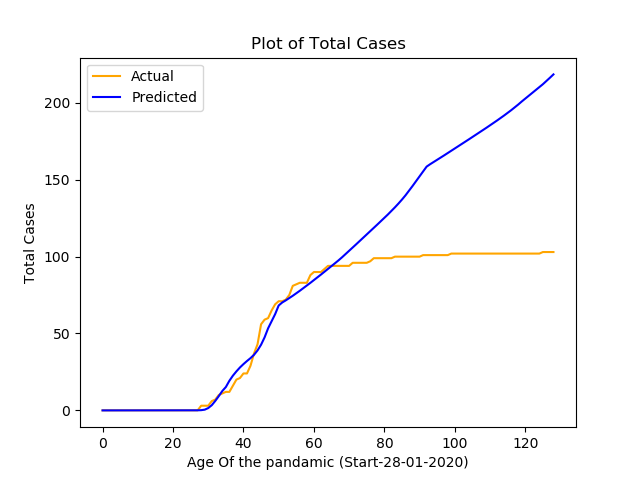 Plot of Total Cases
Actual
Predicted
Total Cases
200
150
100
50
0
0 20 40 60 80 100 120
Age Of the pandamic (Start-28-01-2020)